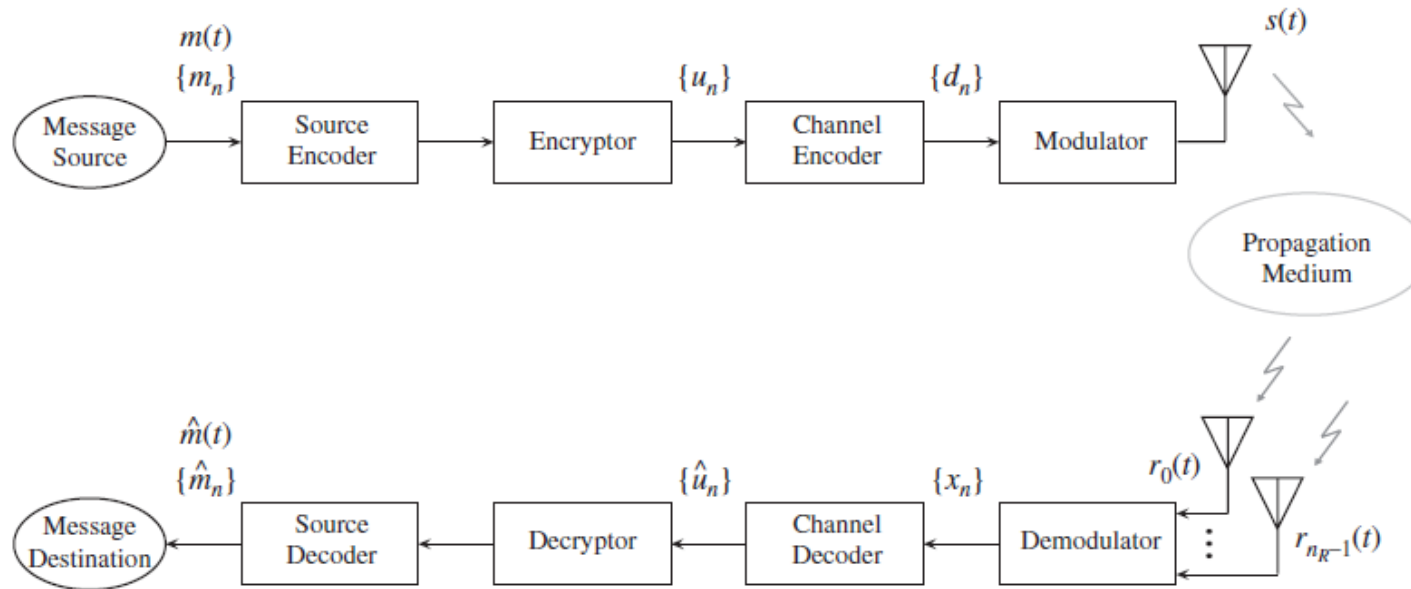 m(t)
{m_n}
{u_n}
{d_n}
s(t)
Message
Source
Source
Encoder
Encryptor
Channel
Encoder
Modulator
Propagation
Medium
m̂(t)
{m̂_n}
{û_n}
{x_n}
r_0(t)
r_{n_R−1}(t)
Message
Destination
Source
Decoder
Decryptor
Channel
Decoder
Demodulator